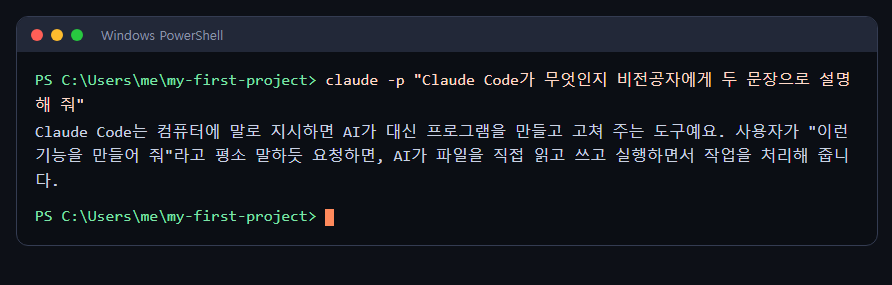 Windows PowerShell
PS C:\Users\me\my-first-project> claude -p "Claude Code가 무엇인지 비전공자에게 두 문장으로 설명
해 줘"
Claude Code는 컴퓨터에 말로 지시하면 AI가 대신 프로그램을 만들고 고쳐 주는 도구예요. 사용자가 "이런
기능을 만들어 줘"라고 평소 말하듯 요청하면, AI가 파일을 직접 읽고 쓰고 실행하면서 작업을 처리해 줍니
다.
PS C:\Users\me\my-first-project>